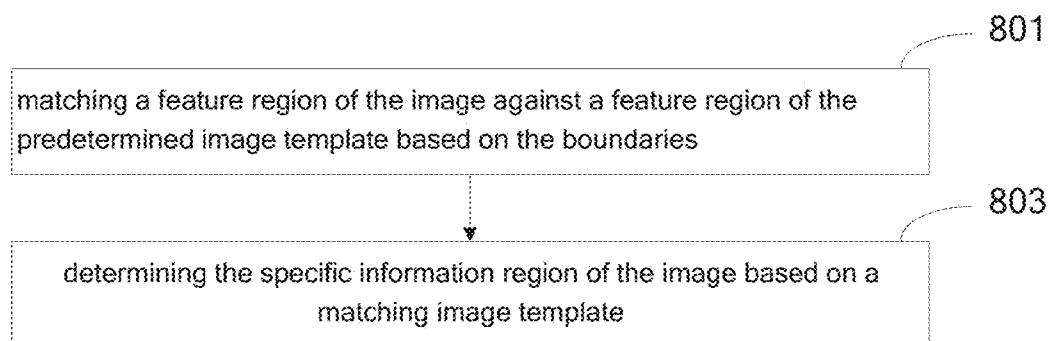 801
matching a feature region of the image against a feature region of the
predetermined image template based on the boundaries
803
determining the specific information region of the image based on a
matching image template